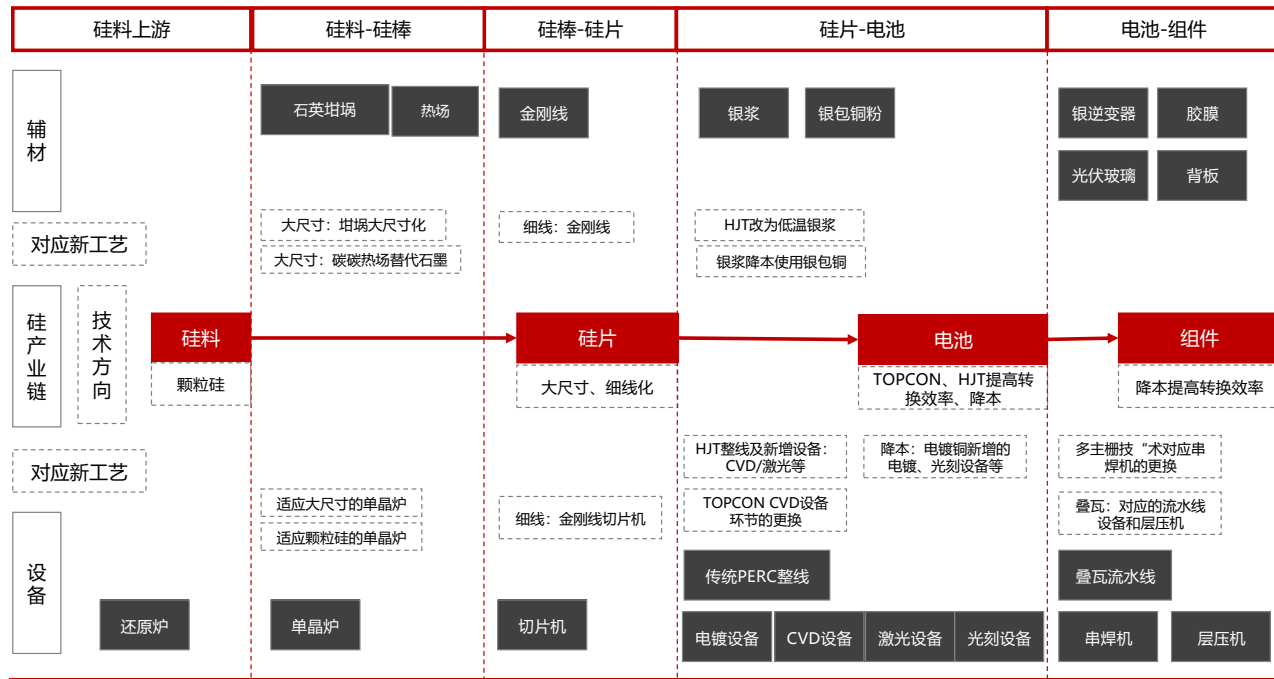 硅料上游
硅料-硅棒
硅棒-硅片
硅片-电池
电池-组件
辅材
石英坩埚
热场
金刚线
银浆
银包铜粉
银逆变器
胶膜
光伏玻璃
背板
对应新工艺
大尺寸：坩埚大尺寸化
大尺寸：碳碳热场替代石墨
细线：金刚线
HJT改为低温银浆
银浆降本使用银包铜
硅产业链
技术方向
硅料
硅片
电池
组件
颗粒硅
大尺寸、细线化
TOPCON、HJT提高转
换效率、降本
降本提高转换效率
对应新工艺
适应大尺寸的单晶炉
适应颗粒硅的单晶炉
细线：金刚线切片机
HJT整线及新增设备：
CVD/激光等
降本：电镀铜新增的
电镀、光刻设备等
TOPCON CVD设备
环节的更换
多主栅技“术对应串
焊机的更换
叠瓦：对应的流水线
设备和层压机
设备
还原炉
单晶炉
切片机
传统PERC整线
电镀设备
CVD设备
激光设备
光刻设备
叠瓦流水线
串焊机
层压机